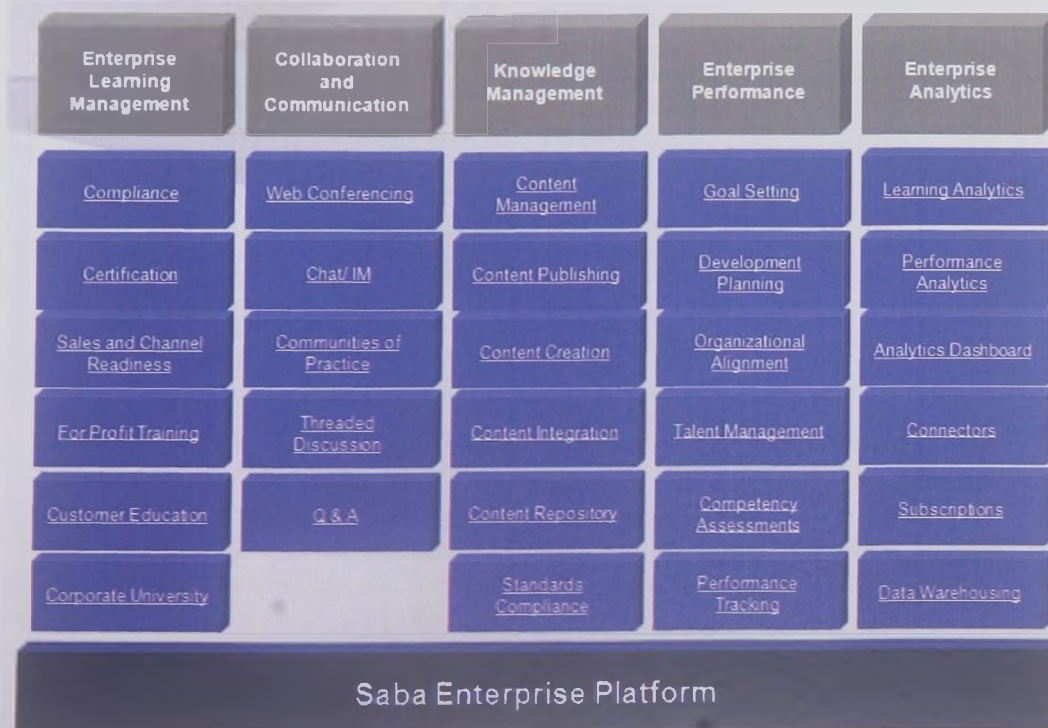 Enterprise
Learning
Management
Collaboration
and
Communication
Knowledge
Management
Enterprise
Performance
Enterprise
Analytics
Compliance
Web Conferencing
Content
Management
Goal Setting
Learning Analytics
Certification
Chat/ IM
Content Publishing
Development
Planning
Performance
Analytics
Sales and Channel
Readiness
Communities of
Practice
Content Creation
Organizational
Alignment
Analytics Dashboard
For Profit Training
Threaded
Discussion
Content Integration
Talent Management
Connectors
Customer Education
Q & A
Content Repository
Competency
Assessments
Subscriptions
Corporate University
Standards
Compliance
Performance
Tracking
Data Warehousing
Saba Enterprise Platform